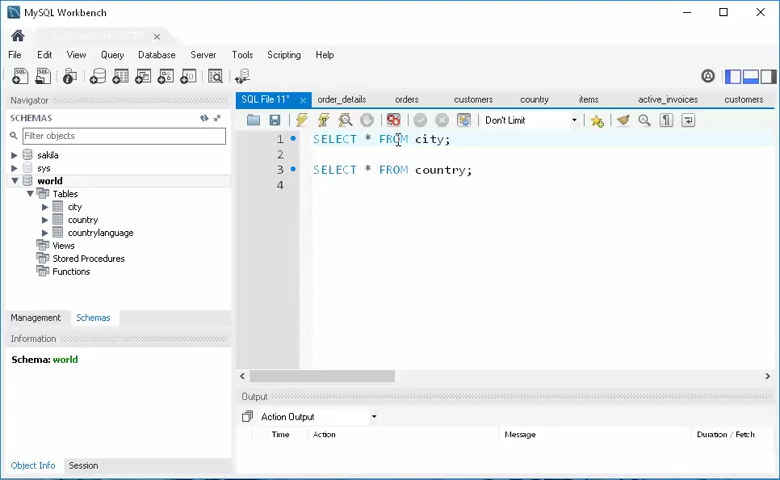 MySQL Workbench
File Edit View Query Database Server Tools Scripting Help
Navigator
SCHEMAS
Filter objects
sakila
sys
world
Tables
city
country
countrylanguage
Views
Stored Procedures
Functions
Management Schemas
Information
Schema: world
Object Info Session
SQL File 11* order_details orders customers country items active_invoices customers
Don't Limit
1 SELECT * FROM city;
2
3 SELECT * FROM country;
4
Output
Action Output
Time Action Message Duration / Fetch